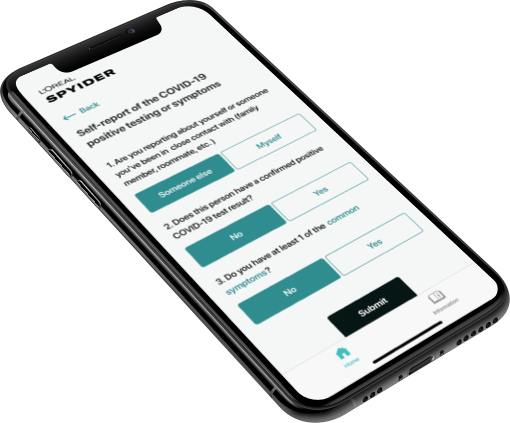 L'ORÉAL
SPYIDER
← Back
Self-report of the COVID-19
positive testing or symptoms
1. Are you reporting about yourself or someone
you've been in close contact with (family
member, roommate, etc.)
Someone else
Myself
2. Does this person have a confirmed positive
COVID-19 test result?
No
Yes
3. Do you have at least 1 of the common
symptoms?
No
Yes
Submit
Home
Information